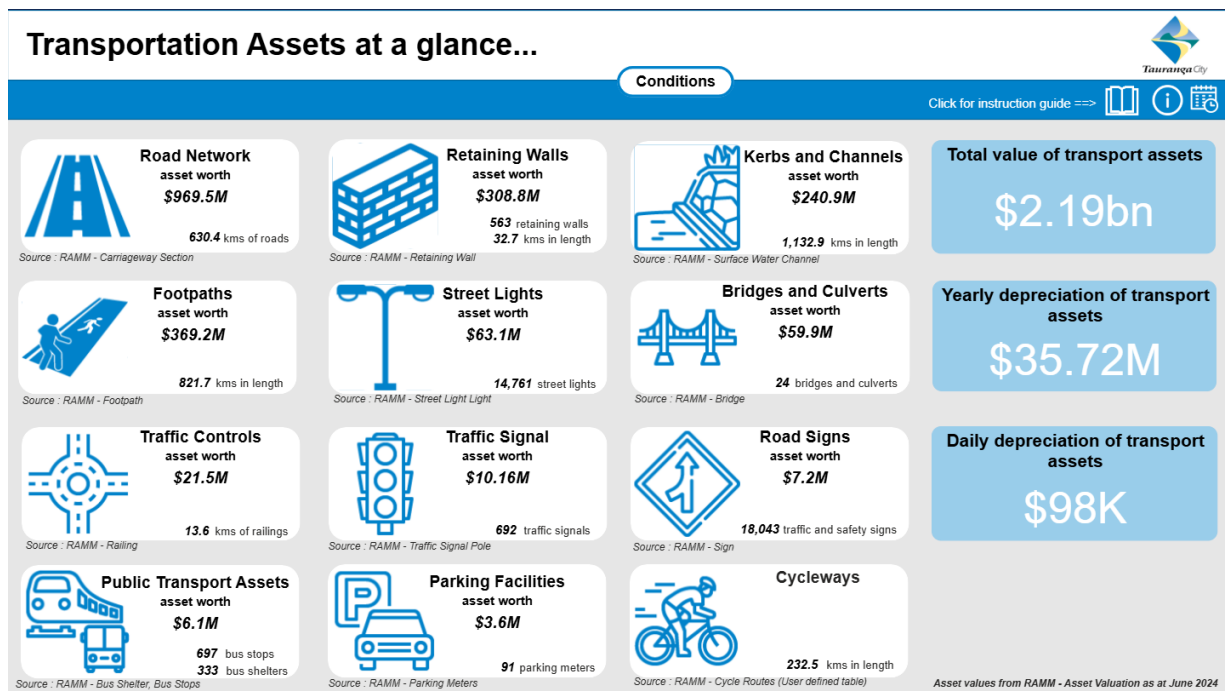 Transportation Assets at a glance...
Tauranga City
Conditions
Click for instruction guide ==>
i
Road Network
asset worth
$969.5M
630.4 kms of roads
Source : RAMM - Carriageway Section
Retaining Walls
asset worth
$308.8M
563 retaining walls
32.7 kms in length
Source : RAMM - Retaining Wall
Kerbs and Channels
asset worth
$240.9M
1,132.9 kms in length
Source : RAMM - Surface Water Channel
Total value of transport assets
$2.19bn
Footpaths
asset worth
$369.2M
821.7 kms in length
Source : RAMM - Footpath
Street Lights
asset worth
$63.1M
14,761 street lights
Source : RAMM - Street Light Light
Bridges and Culverts
asset worth
$59.9M
24 bridges and culverts
Source : RAMM - Bridge
Yearly depreciation of transport
assets
$35.72M
Traffic Controls
asset worth
$21.5M
13.6 kms of railings
Source : RAMM - Railing
Traffic Signal
asset worth
$10.16M
692 traffic signals
Source : RAMM - Traffic Signal Pole
Road Signs
asset worth
$7.2M
18,043 traffic and safety signs
Source : RAMM - Sign
Daily depreciation of transport
assets
$98K
Public Transport Assets
asset worth
$6.1M
697 bus stops
333 bus shelters
Source : RAMM - Bus Shelter, Bus Stops
P
Parking Facilities
asset worth
$3.6M
91 parking meters
Source : RAMM - Parking Meters
Cycleways
232.5 kms in length
Source : RAMM - Cycle Routes (User defined table)
Asset values from RAMM - Asset Valuation as at June 2024